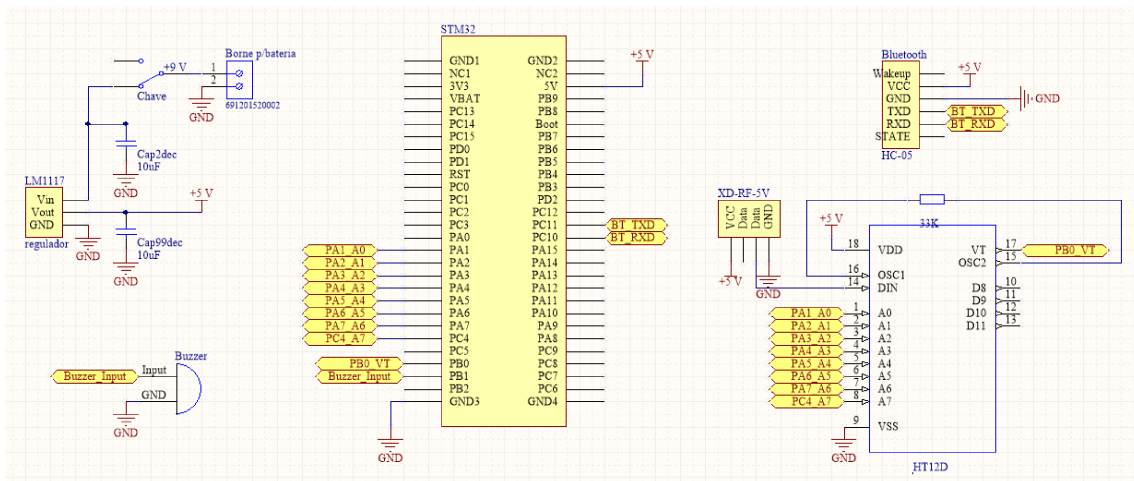 Borne p/bateria
+9 V
1
2
Chave
GND
691201520002
Cap2dec
10uF
GND
LM1117
Vin
Vout
GND
regulador
+5 V
GND
Cap99dec
10uF
GND
Buzzer
Input
Buzzer_Input
GND
GND
STM32
GND1
NC1
3V3
VBAT
PC13
PC14
PC15
PD0
PD1
RST
PC0
PC1
PC2
PC3
PA0
PA1
PA2
PA3
PA4
PA5
PA6
PA7
PC4
PC5
PB0
PB1
PB2
GND3
PA1_A0
PA2_A1
PA3_A2
PA4_A3
PA5_A4
PA6_A5
PA7_A6
PC4_A7
PB0_VT
Buzzer_Input
GND
GND2
NC2
5V
PB9
PB8
Boot
PB7
PB6
PB5
PB4
PB3
PD2
PC12
PC11
PC10
PA15
PA14
PA13
PA12
PA11
PA10
PA9
PA8
PC9
PC8
PC7
PC6
GND4
+5 V
BT_TXD
BT_RXD
Bluetooth
Wakeup
VCC
GND
TXD
RXD
STATE
HC-05
+5 V
GND
BT_TXD
BT_RXD
XD-RF-5V
VCC
Data
Data
GND
+5 V
GND
33K
+5 V
18
VDD
16
OSC1
14
DIN
1
A0
2
A1
3
A2
4
A3
5
A4
6
A5
7
A6
8
A7
9
VSS
VT
17
OSC2
15
D8
10
D9
11
D10
12
D11
13
PB0_VT
PA1_A0
PA2_A1
PA3_A2
PA4_A3
PA5_A4
PA6_A5
PA7_A6
PC4_A7
GND
HT12D